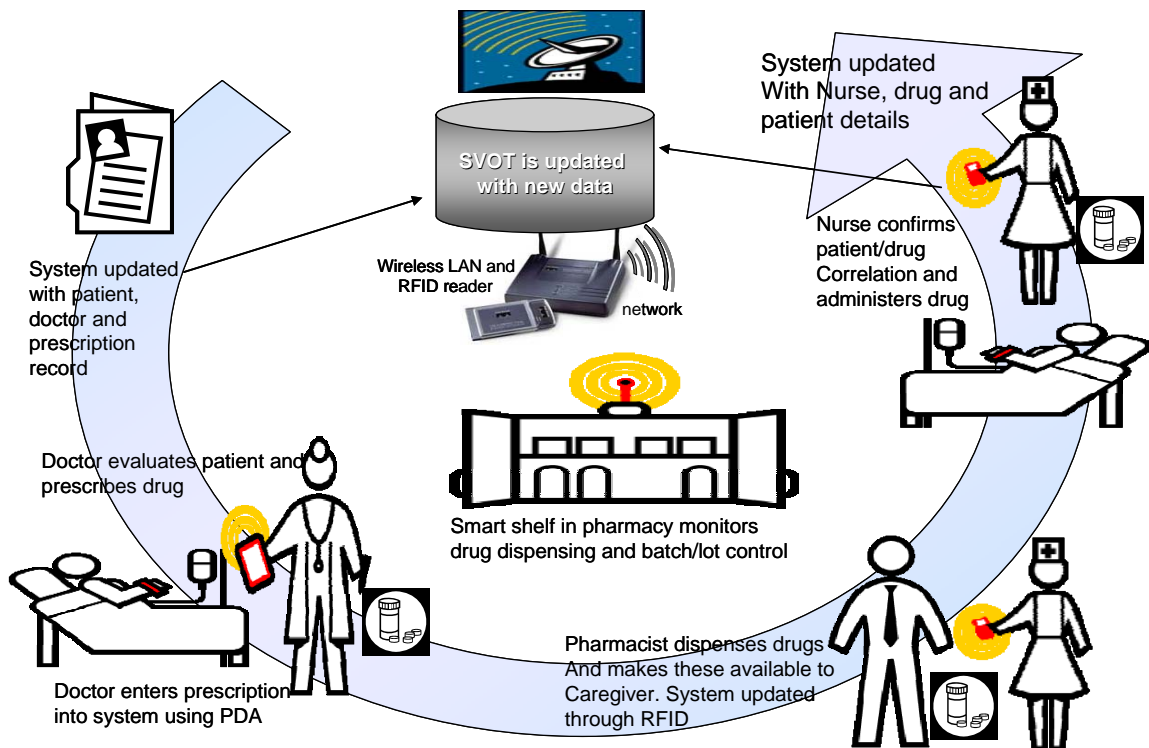 System updated
With Nurse, drug and
patient details
SVOT is updated
with new data
Nurse confirms
patient/drug
Correlation and
administers drug
Wireless LAN and
RFID reader
network
System updated
with patient,
doctor and
prescription
record
Doctor evaluates patient and
prescribes drug
Smart shelf in pharmacy monitors
drug dispensing and batch/lot control
Doctor enters prescription
into system using PDA
Pharmacist dispenses drugs
And makes these available to
Caregiver. System updated
through RFID